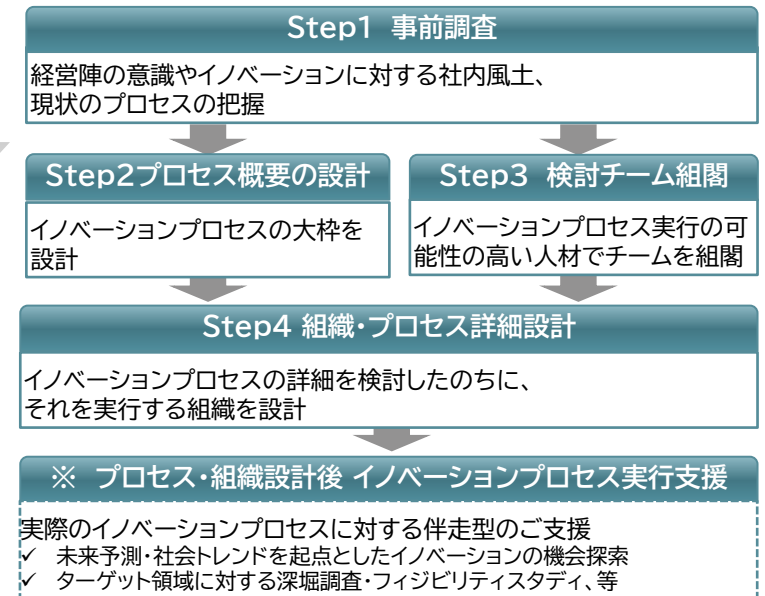 Step1 事前調査
経営陣の意識やイノベーションに対する社内風土、
現状のプロセスの把握
Step2プロセス概要の設計
イノベーションプロセスの大枠を
設計
Step3 検討チーム組閣
イノベーションプロセス実行の可
能性の高い人材でチームを組閣
Step4 組織・プロセス詳細設計
イノベーションプロセスの詳細を検討したのちに、
それを実行する組織を設計
※ プロセス・組織設計後 イノベーションプロセス実行支援
実際のイノベーションプロセスに対する伴走型のご支援
✓ 未来予測・社会トレンドを起点としたイノベーションの機会探索
✓ ターゲット領域に対する深堀調査・フィジビリティスタディ、等